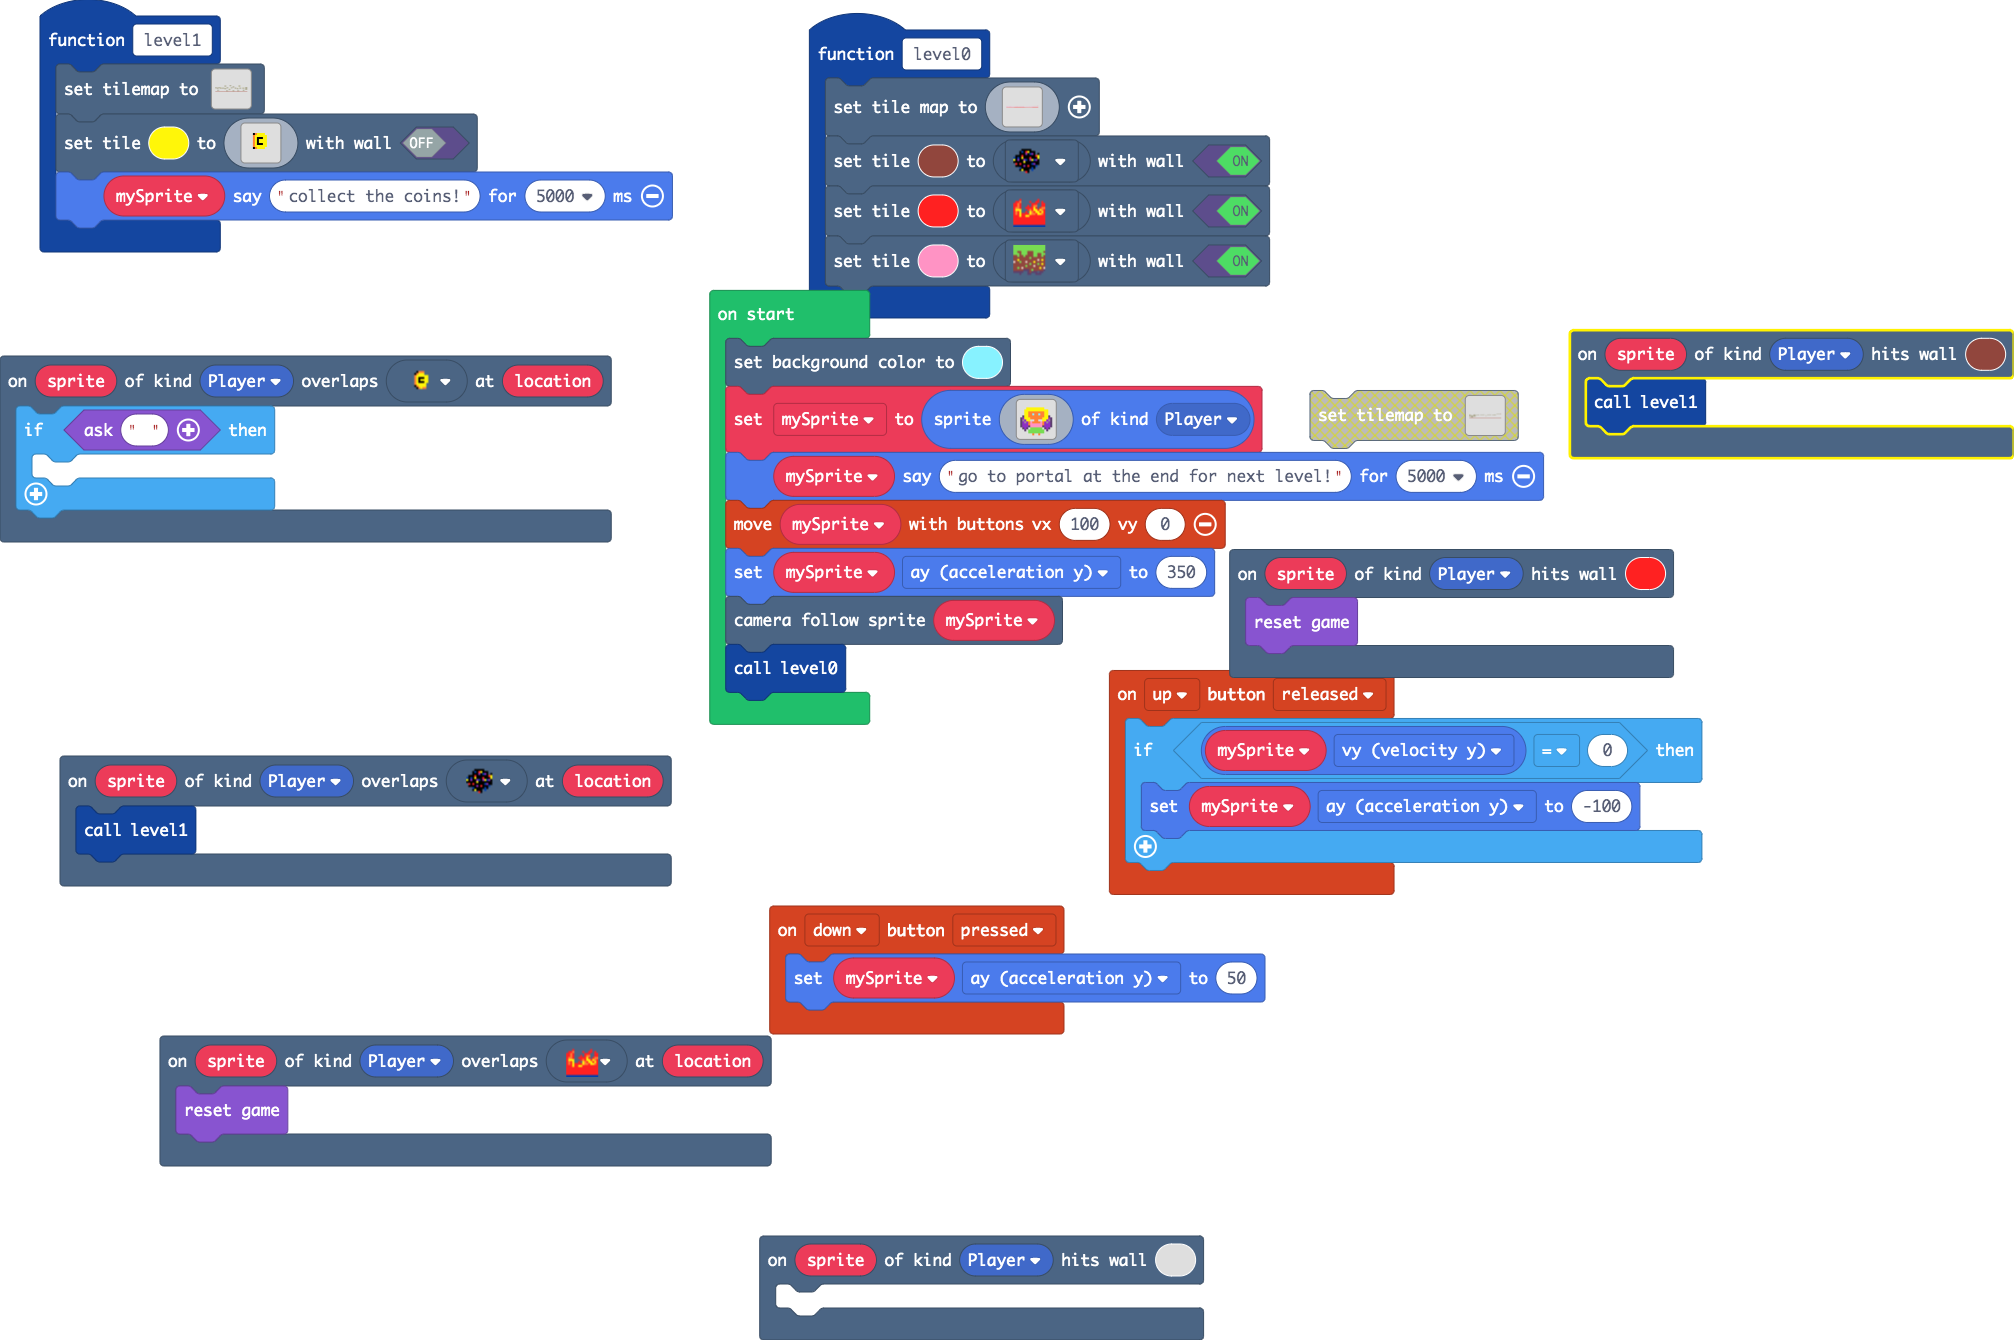 function level1
set tilemap to
set tile to with wall OFF
mySprite say "collect the coins!" for 5000 ms
function level0
set tile map to
set tile to with wall ON
set tile to with wall ON
set tile to with wall ON
on start
set background color to
set mySprite to sprite of kind Player
mySprite say "go to portal at the end for next level!" for 5000 ms
move mySprite with buttons vx 100 vy 0
set mySprite ay (acceleration y) to 350
camera follow sprite mySprite
call level0
set tilemap to
on sprite of kind Player hits wall
call level1
on sprite of kind Player overlaps at location
if ask " " then
on sprite of kind Player hits wall
reset game
on up button released
if mySprite vy (velocity y) = 0 then
set mySprite ay (acceleration y) to -100
on sprite of kind Player overlaps at location
call level1
on down button pressed
set mySprite ay (acceleration y) to 50
on sprite of kind Player overlaps at location
reset game
on sprite of kind Player hits wall